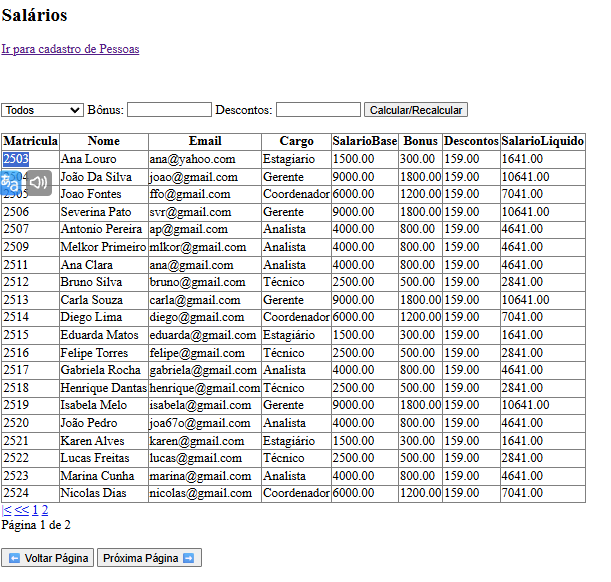 Salários
Ir para cadastro de Pessoas
Todos Bônus: Descontos: Calcular/Recalcular
Matricula Nome Email Cargo SalarioBase Bonus Descontos SalarioLiquido
2503 Ana Louro ana@yahoo.com Estagiario 1500.00 300.00 159.00 1641.00
João Da Silva joao@gmail.com Gerente 9000.00 1800.00 159.00 10641.00
Joao Fontes ffo@gmail.com Coordenador 6000.00 1200.00 159.00 7041.00
2506 Severina Pato svr@gmail.com Gerente 9000.00 1800.00 159.00 10641.00
2507 Antonio Pereira ap@gmail.com Analista 4000.00 800.00 159.00 4641.00
2509 Melkor Primeiro mlkor@gmail.com Analista 4000.00 800.00 159.00 4641.00
2511 Ana Clara ana@gmail.com Analista 4000.00 800.00 159.00 4641.00
2512 Bruno Silva bruno@gmail.com Técnico 2500.00 500.00 159.00 2841.00
2513 Carla Souza carla@gmail.com Gerente 9000.00 1800.00 159.00 10641.00
2514 Diego Lima diego@gmail.com Coordenador 6000.00 1200.00 159.00 7041.00
2515 Eduarda Matos eduarda@gmail.com Estagiário 1500.00 300.00 159.00 1641.00
2516 Felipe Torres felipe@gmail.com Técnico 2500.00 500.00 159.00 2841.00
2517 Gabriela Rocha gabriela@gmail.com Analista 4000.00 800.00 159.00 4641.00
2518 Henrique Dantas henrique@gmail.com Técnico 2500.00 500.00 159.00 2841.00
2519 Isabela Melo isabela@gmail.com Gerente 9000.00 1800.00 159.00 10641.00
2520 João Pedro joa67o@gmail.com Analista 4000.00 800.00 159.00 4641.00
2521 Karen Alves karen@gmail.com Estagiário 1500.00 300.00 159.00 1641.00
2522 Lucas Freitas lucas@gmail.com Técnico 2500.00 500.00 159.00 2841.00
2523 Marina Cunha marina@gmail.com Analista 4000.00 800.00 159.00 4641.00
2524 Nicolas Dias nicolas@gmail.com Coordenador 6000.00 1200.00 159.00 7041.00
|< << 1 2
Página 1 de 2
⬅ Voltar Página Próxima Página ➡